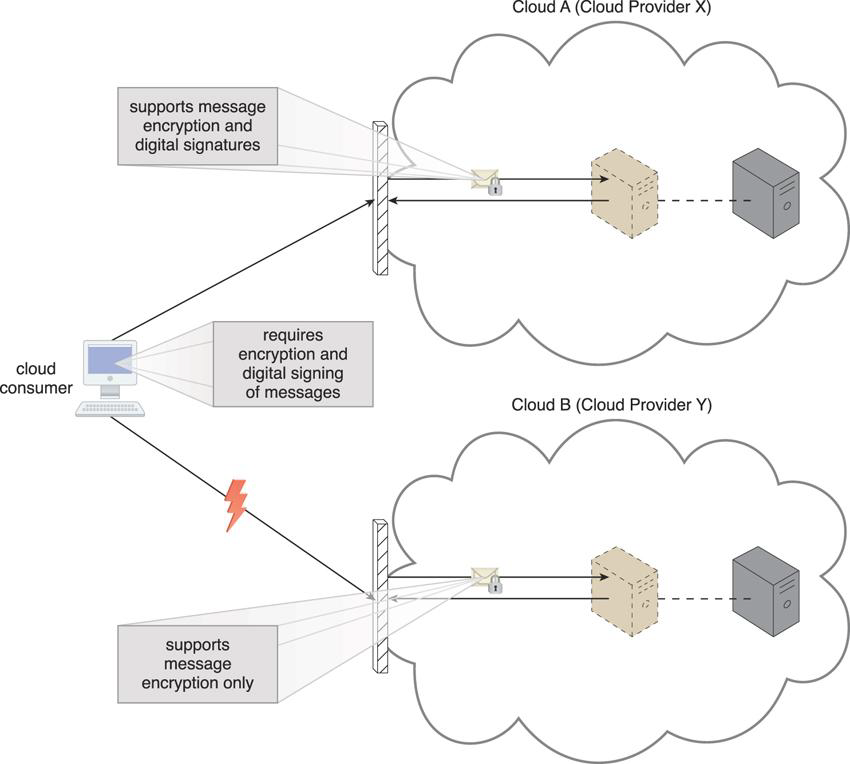 Cloud A (Cloud Provider X)
supports message
encryption and
digital signatures
requires
encryption and
digital signing
of messages
cloud
consumer
Cloud B (Cloud Provider Y)
supports
message
encryption only